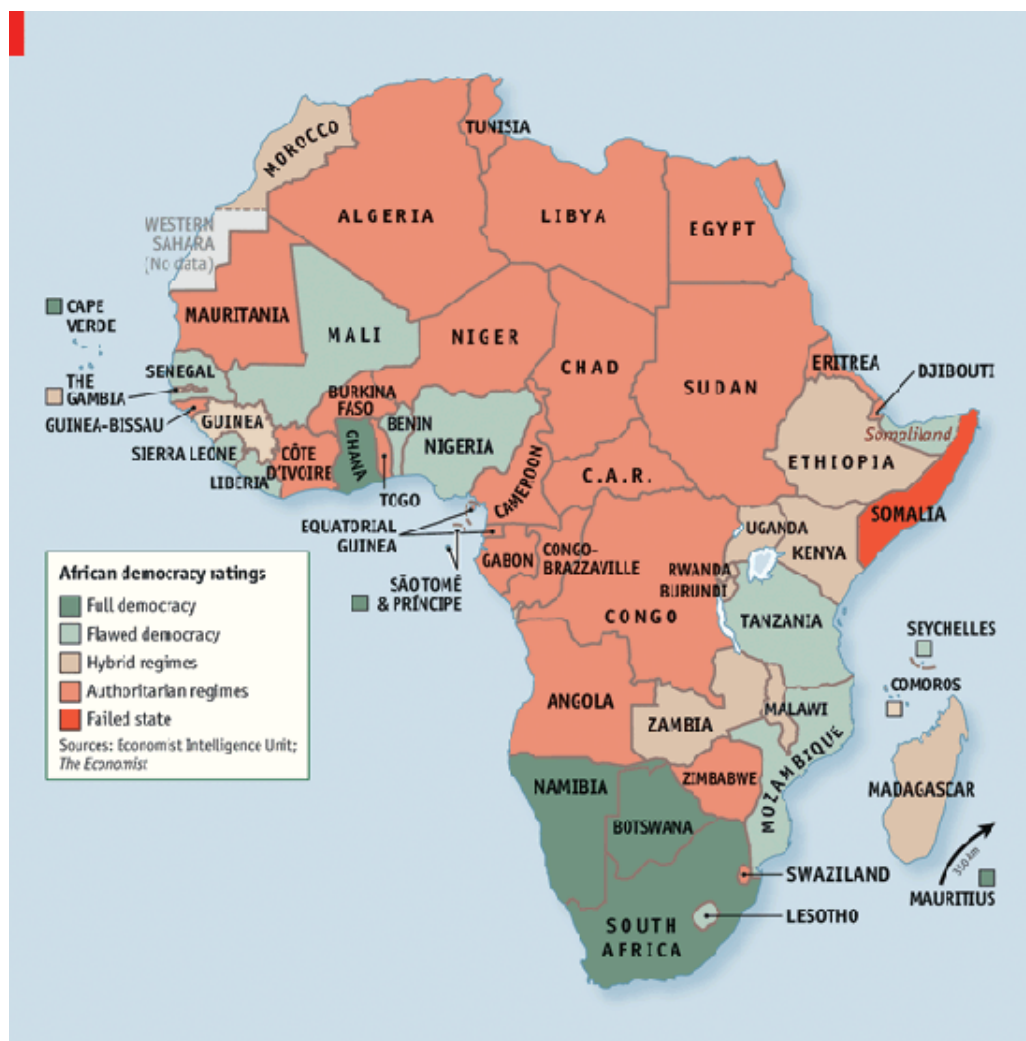 TUNISIA
MOROCCO
ALGERIA
LIBYA
EGYPT
WESTERN
SAHARA
(No data)
CAPE
VERDE
MAURITANIA
MALI
NIGER
CHAD
SUDAN
ERITREA
DJIBOUTI
SENEGAL
THE
GAMBIA
GUINEA-BISSAU
GUINEA
SIERRA LEONE
LIBERIA
CÔTE
D'IVOIRE
BURKINA
FASO
GHANA
TOGO
BENIN
NIGERIA
CAMEROON
C.A.R.
ETHIOPIA
Somaliland
SOMALIA
EQUATORIAL
GUINEA
SÃO TOMÊ
& PRÍNCIPE
GABON
CONGO-
BRAZZAVILLE
CONGO
UGANDA
KENYA
RWANDA
BURUNDI
TANZANIA
SEYCHELLES
COMOROS
ANGOLA
ZAMBIA
MALAWI
MOZAMBIQUE
ZIMBABWE
MADAGASCAR
NAMIBIA
BOTSWANA
350 km
MAURITIUS
SWAZILAND
LESOTHO
SOUTH
AFRICA
African democracy ratings
Full democracy
Flawed democracy
Hybrid regimes
Authoritarian regimes
Failed state
Sources: Economist Intelligence Unit;
The Economist